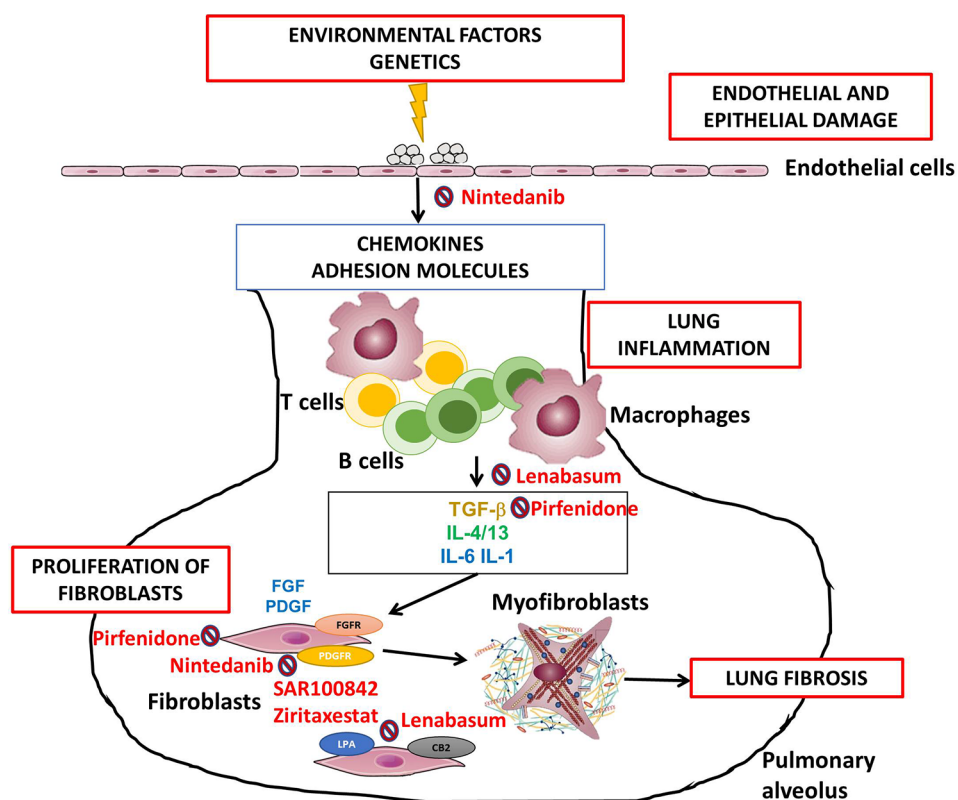 ENVIRONMENTAL FACTORS
GENETICS
ENDOTHELIAL AND
EPITHELIAL DAMAGE
Endothelial cells
Nintedanib
CHEMOKINES
ADHESION MOLECULES
LUNG
INFLAMMATION
T cells
Macrophages
B cells
Lenabasum
TGF-β Pirfenidone
IL-4/13
IL-6 IL-1
PROLIFERATION OF
FIBROBLASTS
FGF
PDGF
Myofibroblasts
FGFR
Pirfenidone
PDGFR
Nintedanib
LUNG FIBROSIS
SAR100842
Fibroblasts
Ziritaxestat
Lenabasum
LPA
CB2
Pulmonary
alveolus